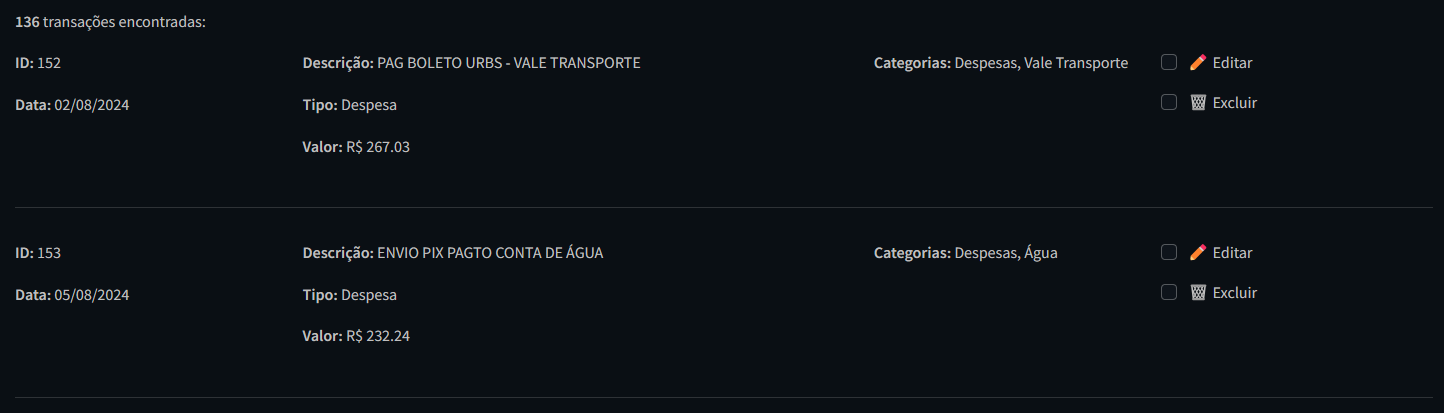 136 transações encontradas:
ID: 152
Descrição: PAG BOLETO URBS - VALE TRANSPORTE
Categorias: Despesas, Vale Transporte
Editar
Data: 02/08/2024
Tipo: Despesa
Excluir
Valor: R$ 267.03
ID: 153
Descrição: ENVIO PIX PAGTO CONTA DE ÁGUA
Categorias: Despesas, Água
Editar
Data: 05/08/2024
Tipo: Despesa
Excluir
Valor: R$ 232.24